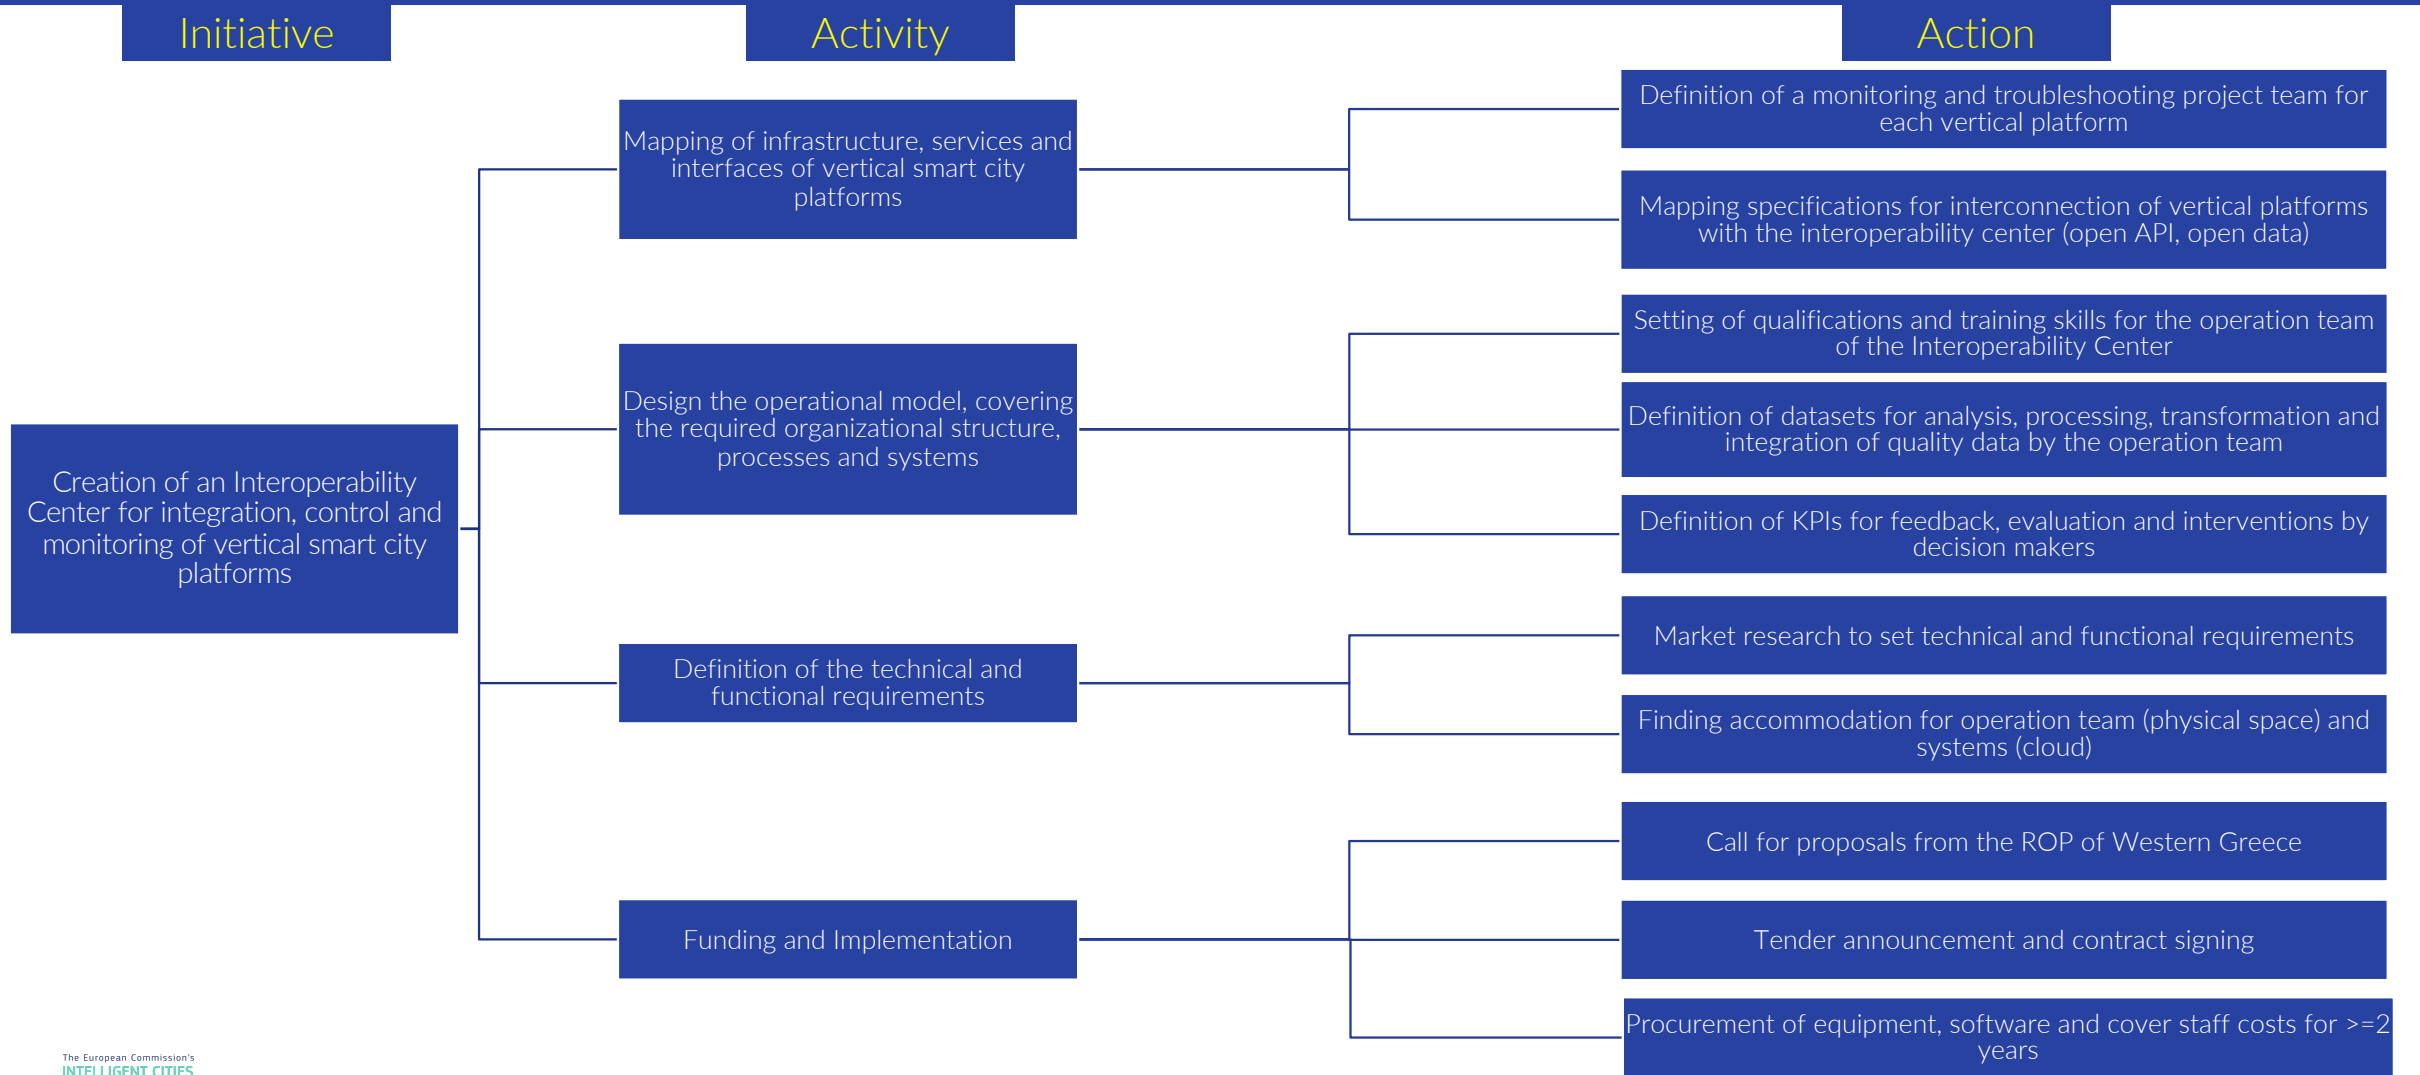 Initiative
Activity
Action
Creation of an Interoperability
Center for integration, control and
monitoring of vertical smart city
platforms
Mapping of infrastructure, services and
interfaces of vertical smart city
platforms
Definition of a monitoring and troubleshooting project team for
each vertical platform
Mapping specifications for interconnection of vertical platforms
with the interoperability center (open API, open data)
Design the operational model, covering
the required organizational structure,
processes and systems
Setting of qualifications and training skills for the operation team
of the Interoperability Center
Definition of datasets for analysis, processing, transformation and
integration of quality data by the operation team
Definition of KPIs for feedback, evaluation and interventions by
decision makers
Definition of the technical and
functional requirements
Market research to set technical and functional requirements
Finding accommodation for operation team (physical space) and
systems (cloud)
Funding and Implementation
Call for proposals from the ROP of Western Greece
Tender announcement and contract signing
Procurement of equipment, software and cover staff costs for >=2
years
The European Commission's
INTELLIGENT CITIES